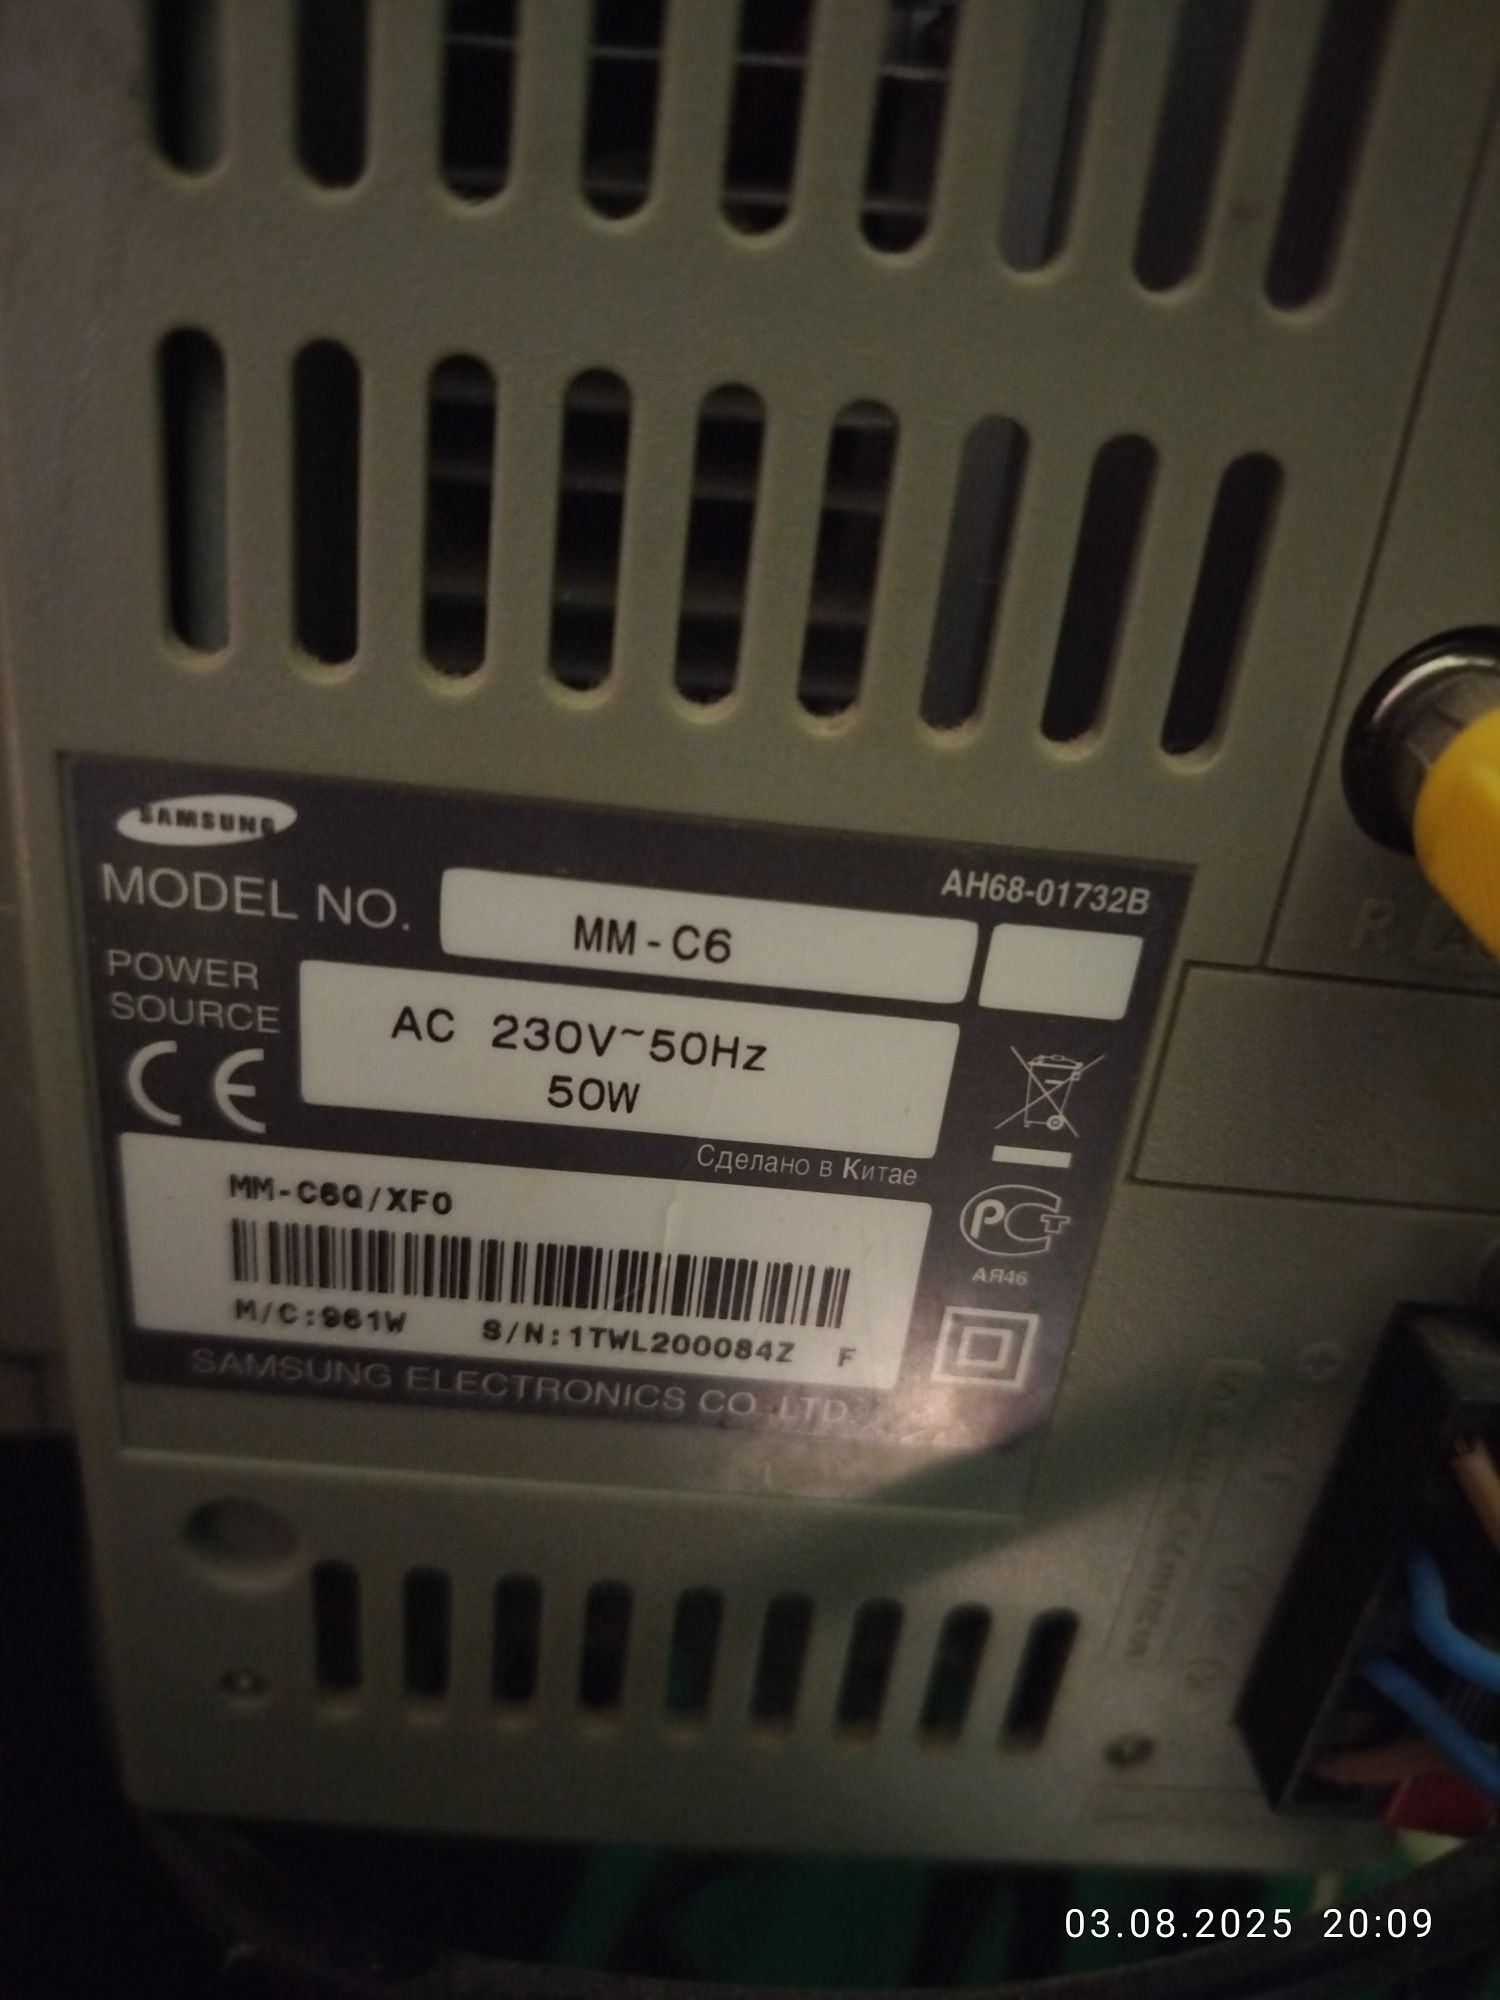 SAMSUNG
AH68-01732B
MODEL NO.
MM-C6
POWER
SOURCE
AC 230V~50Hz
50W
CE
Сделано в Китае
MM-C6Q/XFO
РСТ
АЯ46
M/C:961W S/N:1TWL200084Z F
SAMSUNG ELECTRONICS CO.,LTD.
03.08.2025 20:09